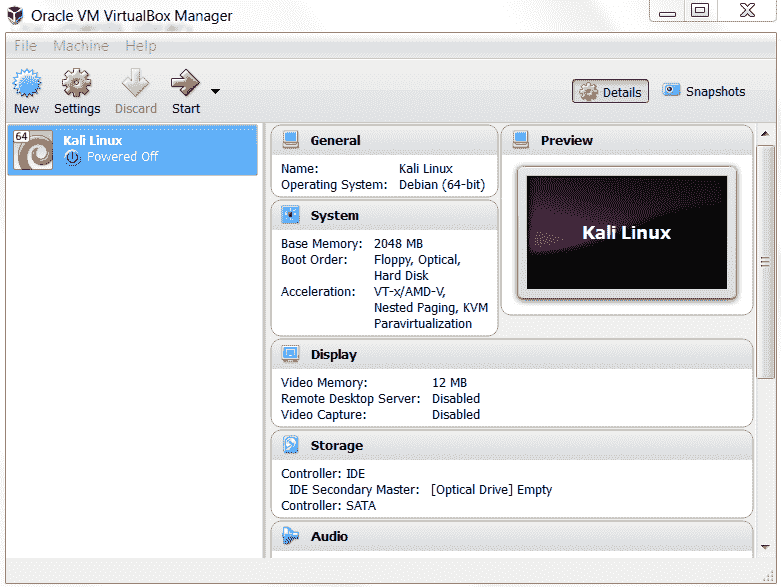 Oracle VM VirtualBox Manager
File Machine Help
New Settings Discard Start
Details Snapshots
64
Kali Linux
Powered Off
General
Name: Kali Linux
Operating System: Debian (64-bit)
Preview
Kali Linux
System
Base Memory: 2048 MB
Boot Order: Floppy, Optical,
Hard Disk
Acceleration: VT-x/AMD-V,
Nested Paging, KVM
Paravirtualization
Display
Video Memory: 12 MB
Remote Desktop Server: Disabled
Video Capture: Disabled
Storage
Controller: IDE
IDE Secondary Master: [Optical Drive] Empty
Controller: SATA
Audio